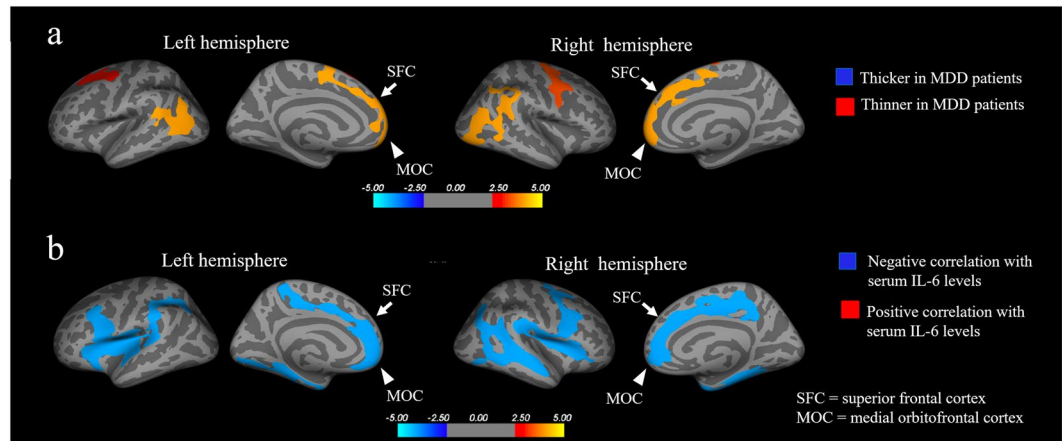 a
Left hemisphere
Right hemisphere
SFC
SFC
MOC
MOC
Thicker in MDD patients
Thinner in MDD patients
-5.00 -2.50 0.00 2.50 5.00
b
Left hemisphere
Right hemisphere
SFC
SFC
MOC
MOC
Negative correlation with
serum IL-6 levels
Positive correlation with
serum IL-6 levels
-5.00 -2.50 0.00 2.50 5.00
SFC = superior frontal cortex
MOC = medial orbitofrontal cortex